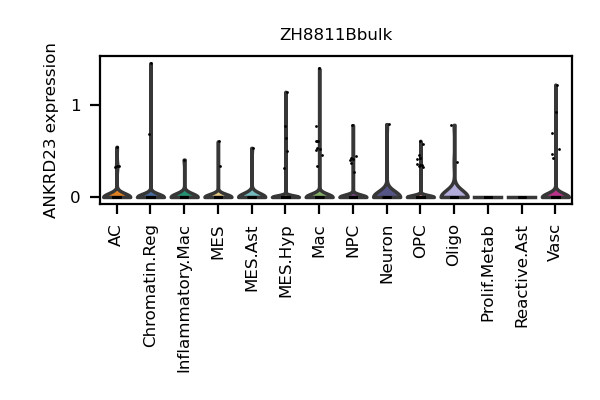 ZH8811Bbulk
ANKRD23 expression
1
0
AC
Chromatin.Reg
Inflammatory.Mac
MES
MES.Ast
MES.Hyp
Mac
NPC
Neuron
OPC
Oligo
Prolif.Metab
Reactive.Ast
Vasc